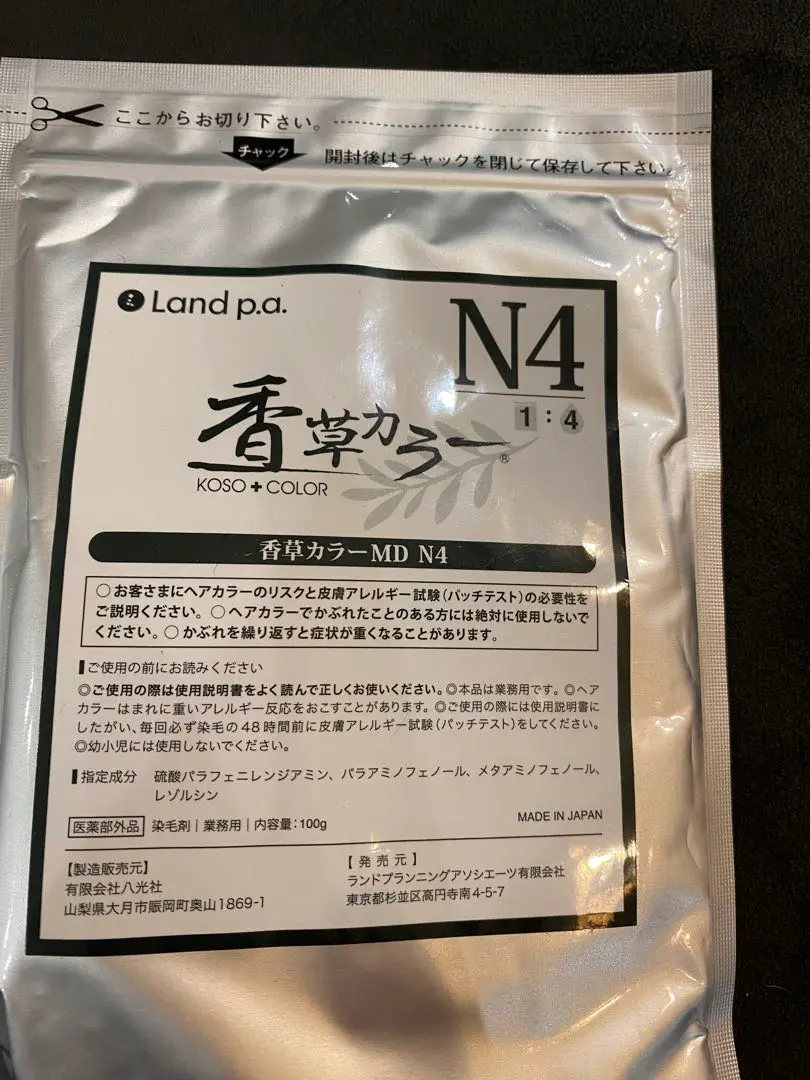 ここからお切り下さい。
チャック
開封後はチャックを閉じて保存して下さい。
Land p.a.
N4
1:4
香草カラー®
KOSO+COLOR
香草カラーMD N4
○お客さまにヘアカラーのリスクと皮膚アレルギー試験(パッチテスト)の必要性を
ご説明ください。○ヘアカラーでかぶれたことのある方には絶対に使用しないで
ください。○かぶれを繰り返すと症状が重くなることがあります。
ご使用の前にお読みください
◎ご使用の際は使用説明書をよく読んで正しくお使いください。◎本品は業務用です。◎ヘア
カラーはまれに重いアレルギー反応をおこすことがあります。◎ご使用の際には使用説明書に
したがい、毎回必ず染毛の48時間前に皮膚アレルギー試験(パッチテスト)をしてください。
◎幼小児には使用しないでください。
指定成分 硫酸パラフェニレンジアミン、パラアミノフェノール、メタアミノフェノール、
レゾルシン
医薬部外品 染毛剤|業務用|内容量:100g
MADE IN JAPAN
【製造販売元】
有限会社八光社
山梨県大月市賑岡町奥山1869-1
【発売元】
ランドプランニングアソシエーツ有限会社
東京都杉並区高円寺南4-5-7